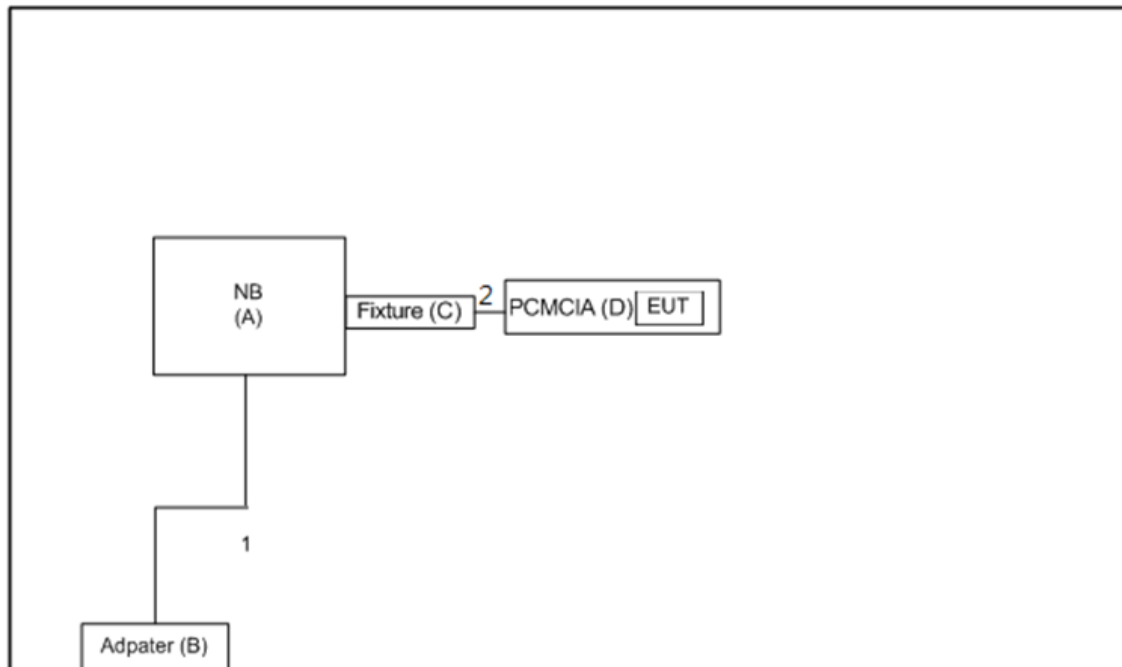 NB
(A)
Fixture (C)
2
PCMCIA (D)
EUT
1
Adpater (B)